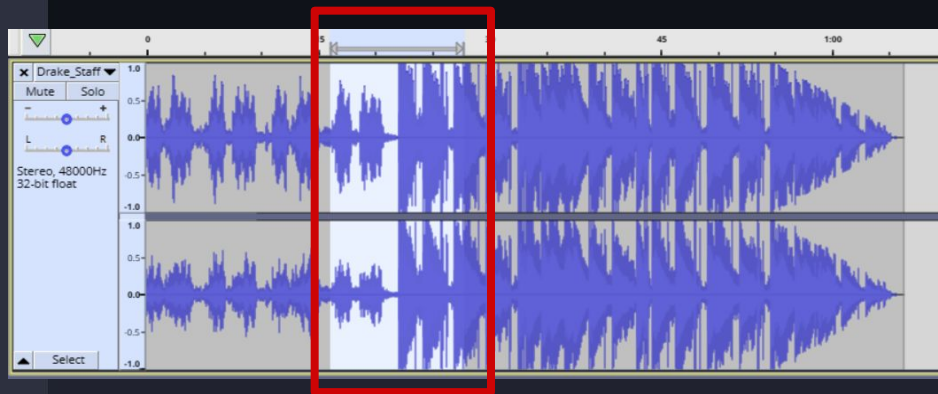 0 5 45 1:00
Drake_Staff
Mute Solo
- +
L R
Stereo, 48000Hz
32-bit float
Select
1.0
0.5-
0.0-
-0.5-
-1.0
1.0
0.5-
0.0-
-0.5-
-1.0